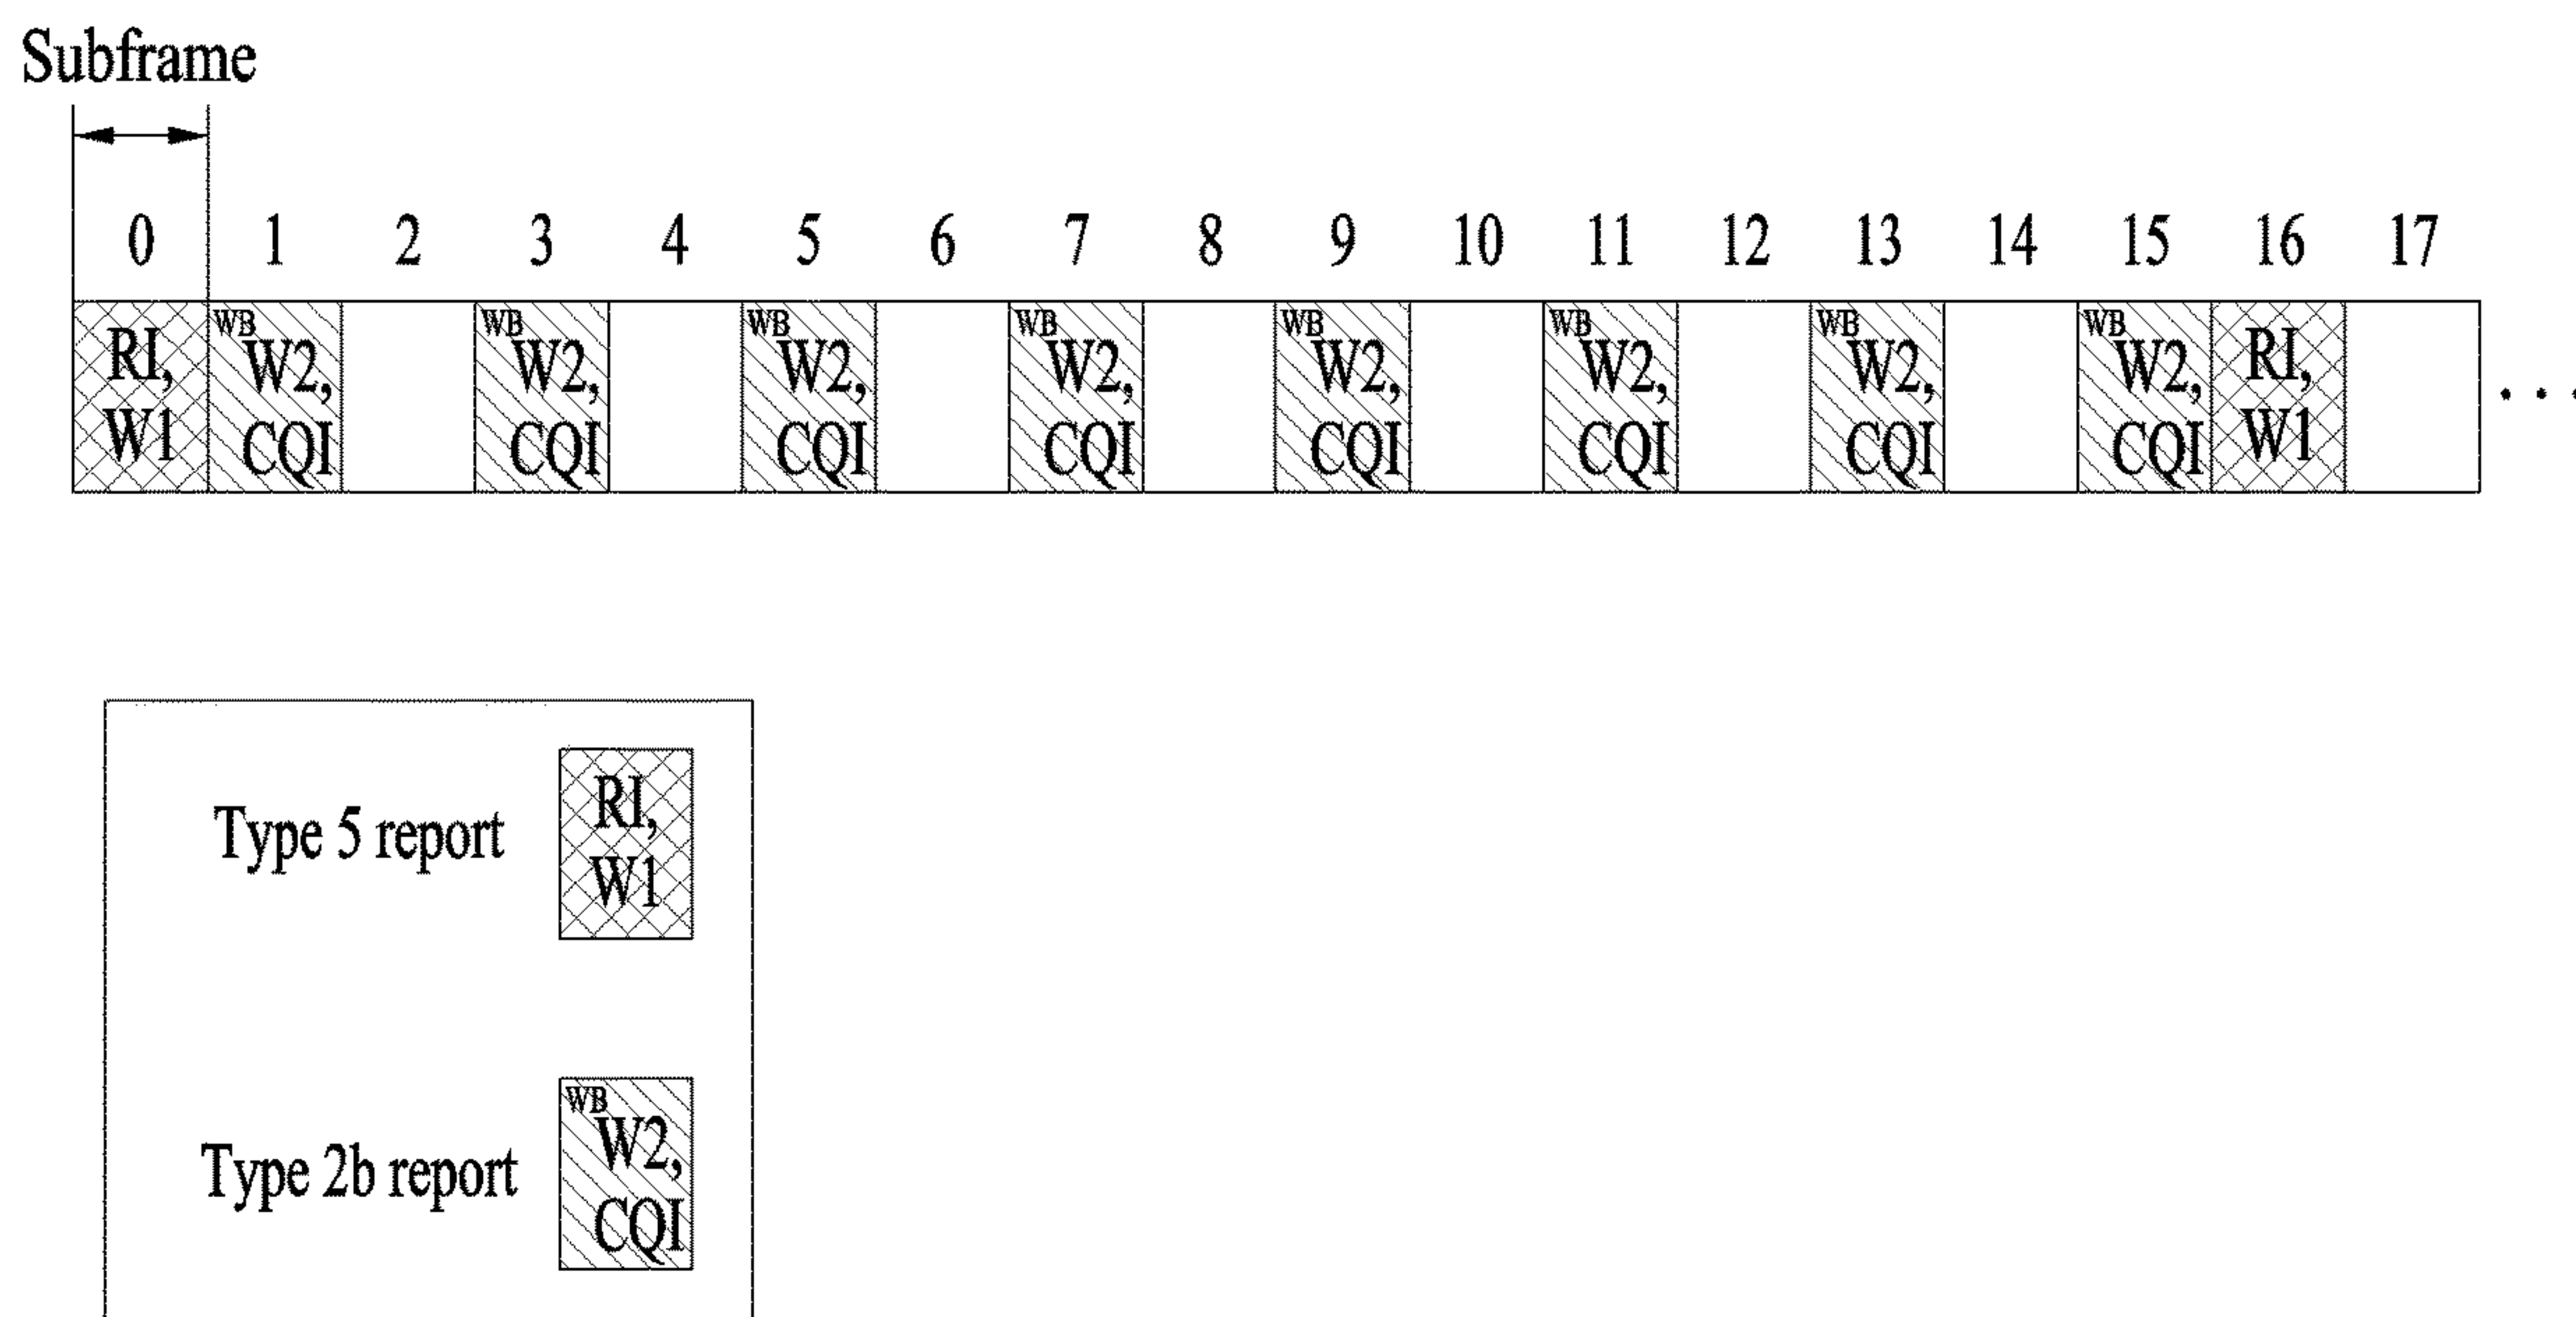 Subframe
0 1 2 3 4 5 6 7 8 9 10 11 12 13 14 15 16 17
RI, W1
WB W2, CQI
WB W2, CQI
WB W2, CQI
WB W2, CQI
WB W2, CQI
WB W2, CQI
WB W2, CQI
WB W2, CQI
RI, W1
...
Type 5 report
RI,
W1
Type 2b report
WB
W2,
CQI